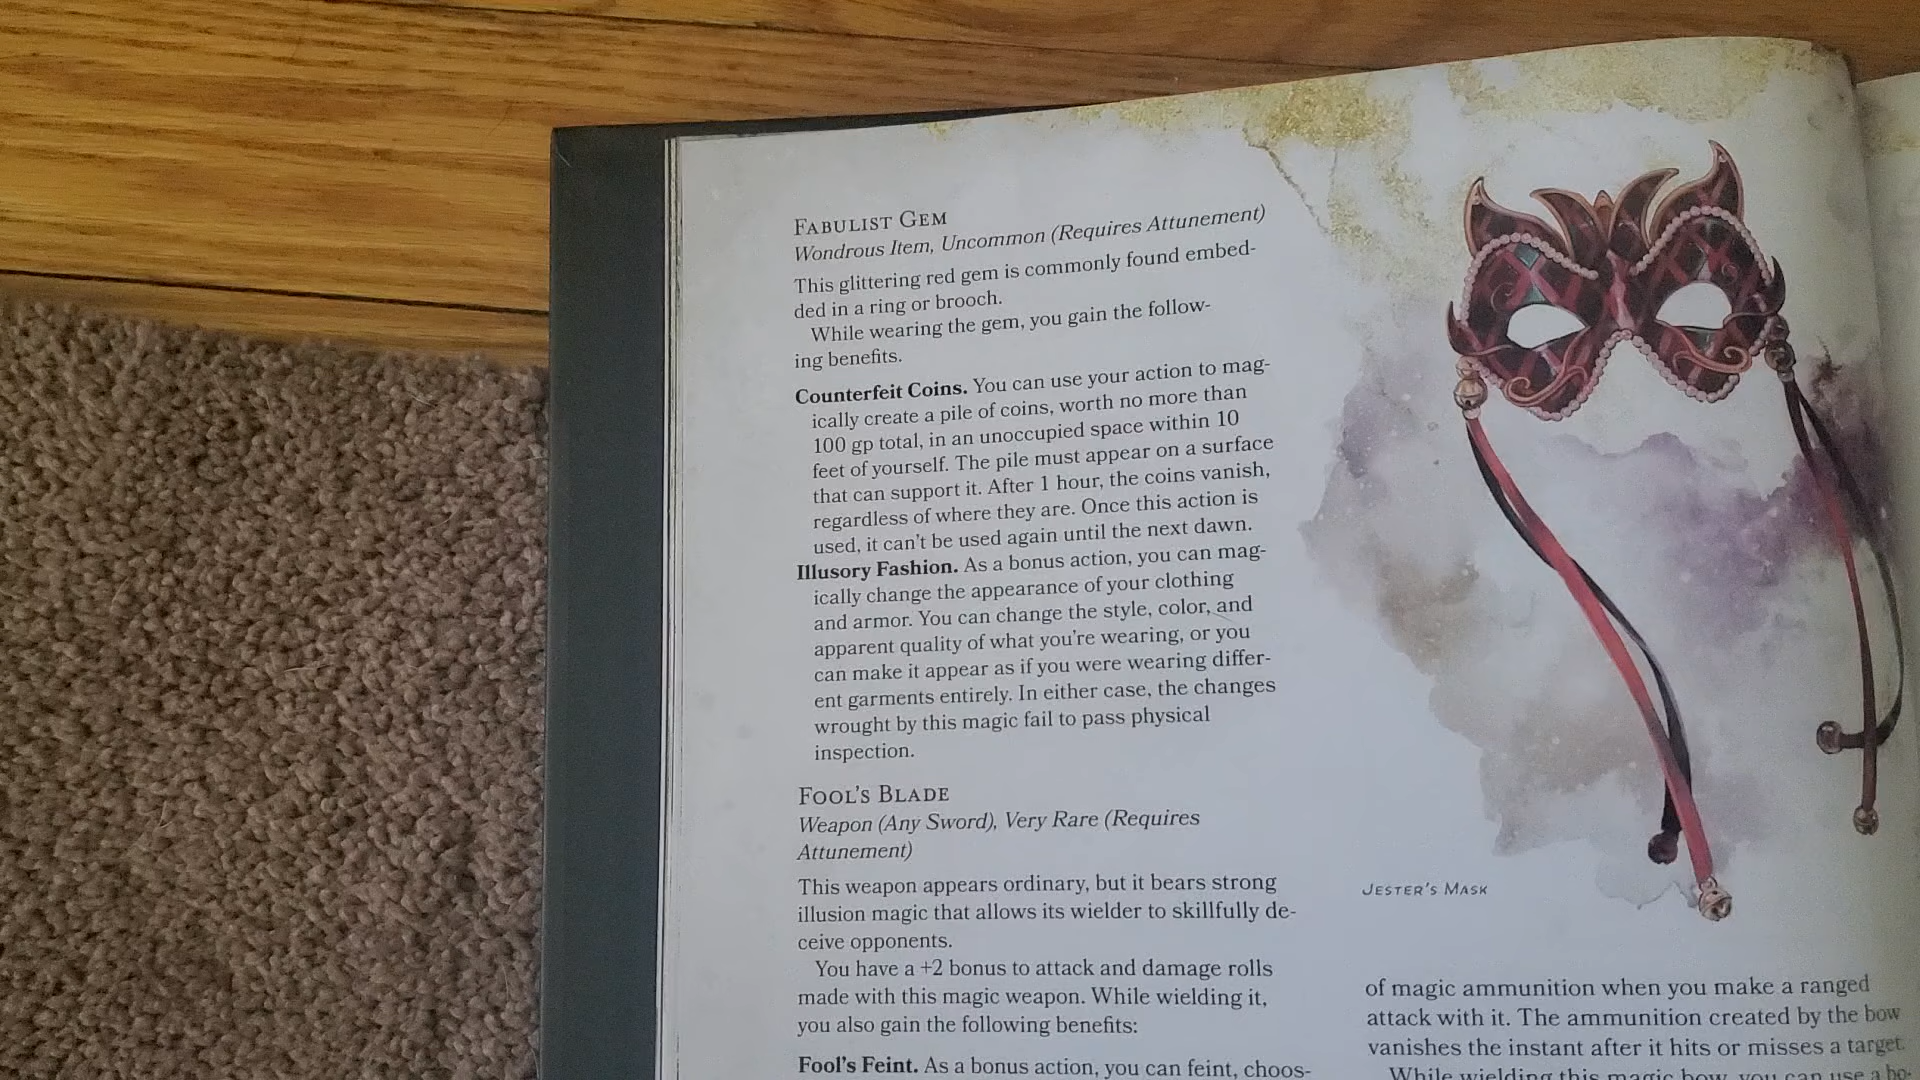 FABULIST GEM
Wondrous Item, Uncommon (Requires Attunement)
This glittering red gem is commonly found embed-
ded in a ring or brooch.
While wearing the gem, you gain the follow-
ing benefits.
Counterfeit Coins. You can use your action to mag-
ically create a pile of coins, worth no more than
100 gp total, in an unoccupied space within 10
feet of yourself. The pile must appear on a surface
that can support it. After 1 hour, the coins vanish,
regardless of where they are. Once this action is
used, it can't be used again until the next dawn.
Illusory Fashion. As a bonus action, you can mag-
ically change the appearance of your clothing
and armor. You can change the style, color, and
apparent quality of what you're wearing, or you
can make it appear as if you were wearing differ-
ent garments entirely. In either case, the changes
wrought by this magic fail to pass physical
inspection.
FOOL'S BLADE
Weapon (Any Sword), Very Rare (Requires
Attunement)
This weapon appears ordinary, but it bears strong
illusion magic that allows its wielder to skillfully de-
ceive opponents.
You have a +2 bonus to attack and damage rolls
made with this magic weapon. While wielding it,
you also gain the following benefits:
Fool's Feint. As a bonus action, you can feint, choos-
JESTER'S MASK
of magic ammunition when you make a ranged
attack with it. The ammunition created by the bow
vanishes the instant after it hits or misses a target.
While wielding this magic bow, you can use a bo-